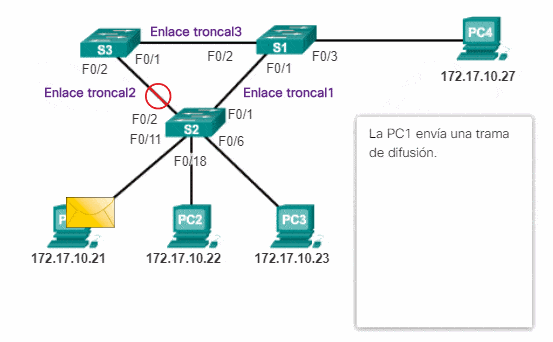 Enlace troncal3
S3
S1
PC4
F0/1
F0/2
F0/3
F0/2
F0/1
172.17.10.27
Enlace troncal2
Enlace troncal1
F0/2
F0/1
F0/11
S2
F0/6
F0/18
La PC1 envía una trama
de difusión.
P
PC2
PC3
172.17.10.21
172.17.10.22
172.17.10.23